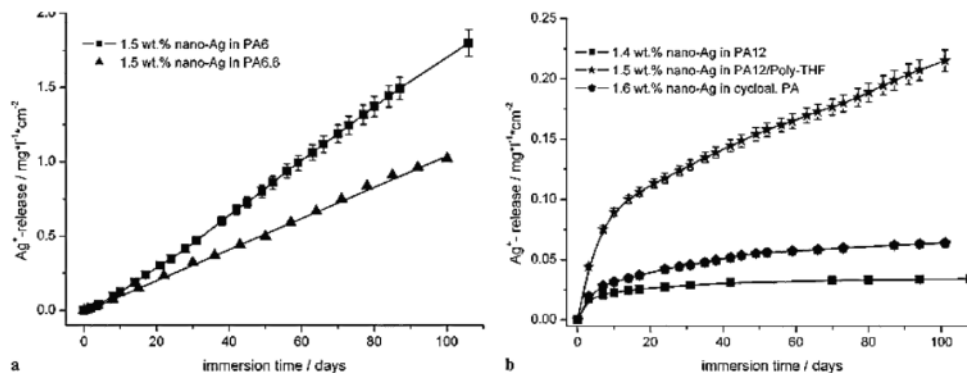 2.0
1.5
1.0
0.5
0.0
Ag⁺-release / mg*l⁻¹*cm⁻²
1.5 wt.% nano-Ag in PA6
1.5 wt.% nano-Ag in PA6.6
0 20 40 60 80 100
immersion time / days
a
0.25
0.20
0.15
0.10
0.05
0.00
Ag⁺- release / mg*l⁻¹*cm⁻²
1.4 wt.% nano-Ag in PA12
1.5 wt.% nano-Ag in PA12/Poly-THF
1.6 wt.% nano-Ag in cycloal. PA
0 20 40 60 80 100
immersion time / days
b